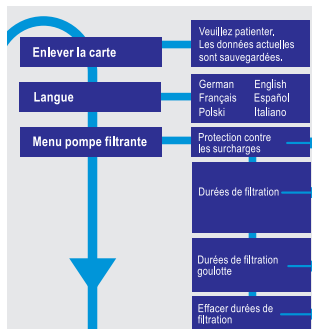 Enlever la carte
Veuillez patienter.
Les données actuelles
sont sauvegardées.
Langue
German English
Français Español
Polski Italiano
Menu pompe filtrante
Protection contre
les surcharges
Durées de filtration
Durées de filtration
goulotte
Effacer durées de
filtration